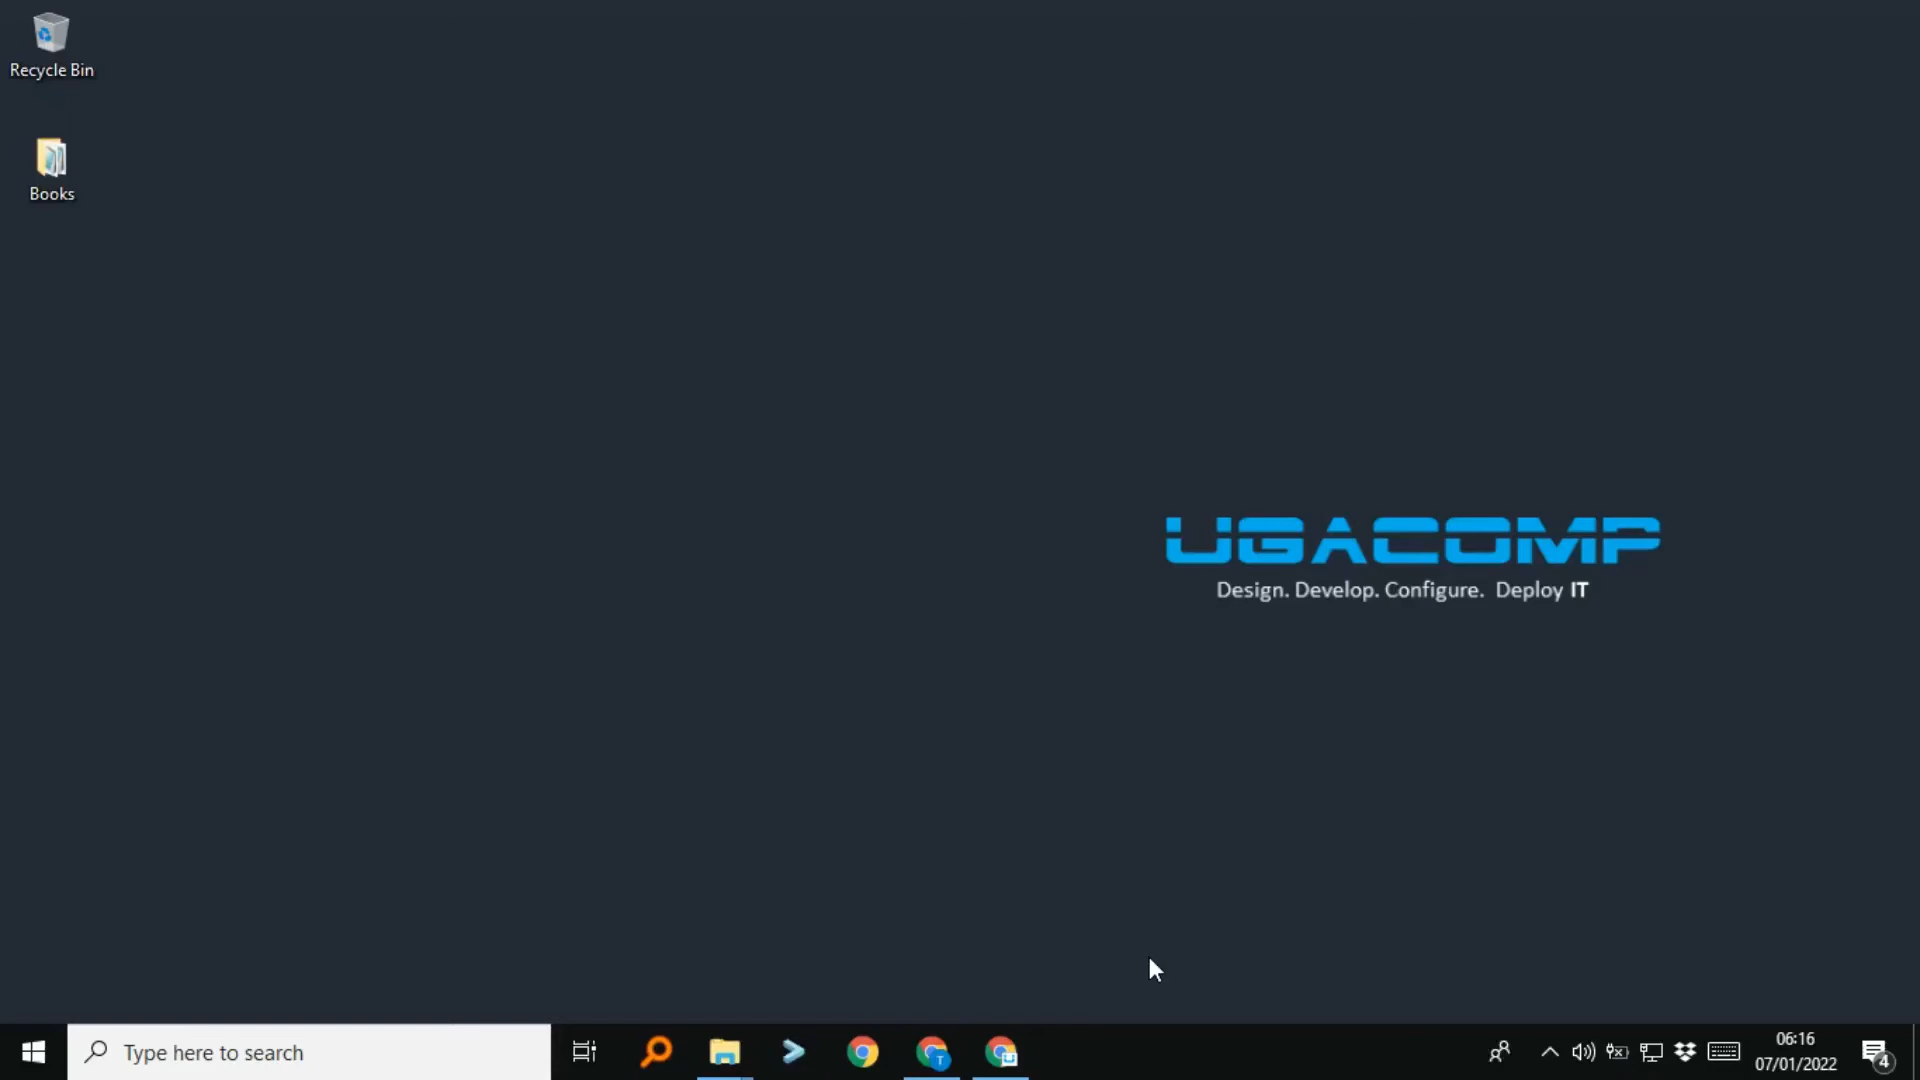 Recycle Bin
Books
UGACOMP
Design. Develop. Configure. Deploy IT
Type here to search
T
06:16
07/01/2022
4